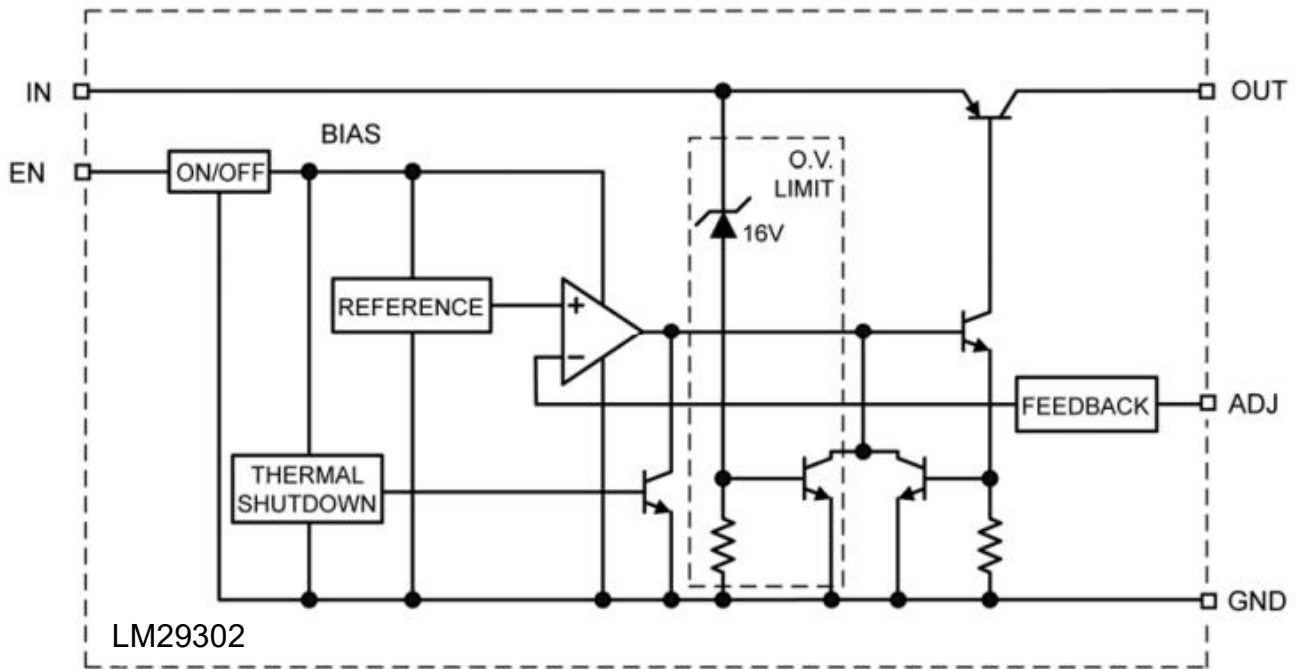 IN
OUT
BIAS
O.V.
LIMIT
EN
ON/OFF
16V
REFERENCE
+
−
FEEDBACK
ADJ
THERMAL
SHUTDOWN
GND
LM29302